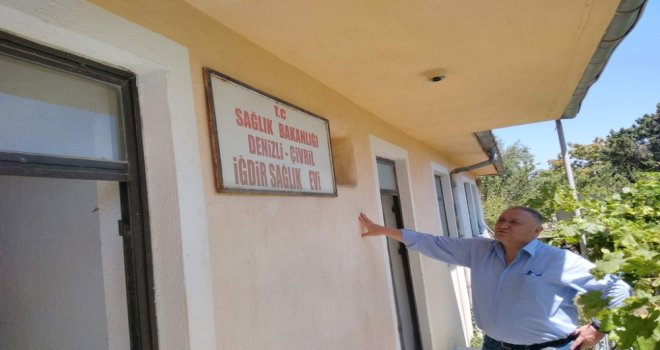 T.C
SAĞLIK BAKANLIĞI
DENİZLİ - ÇİVRİL
İĞDİR SAĞLIK EVİ